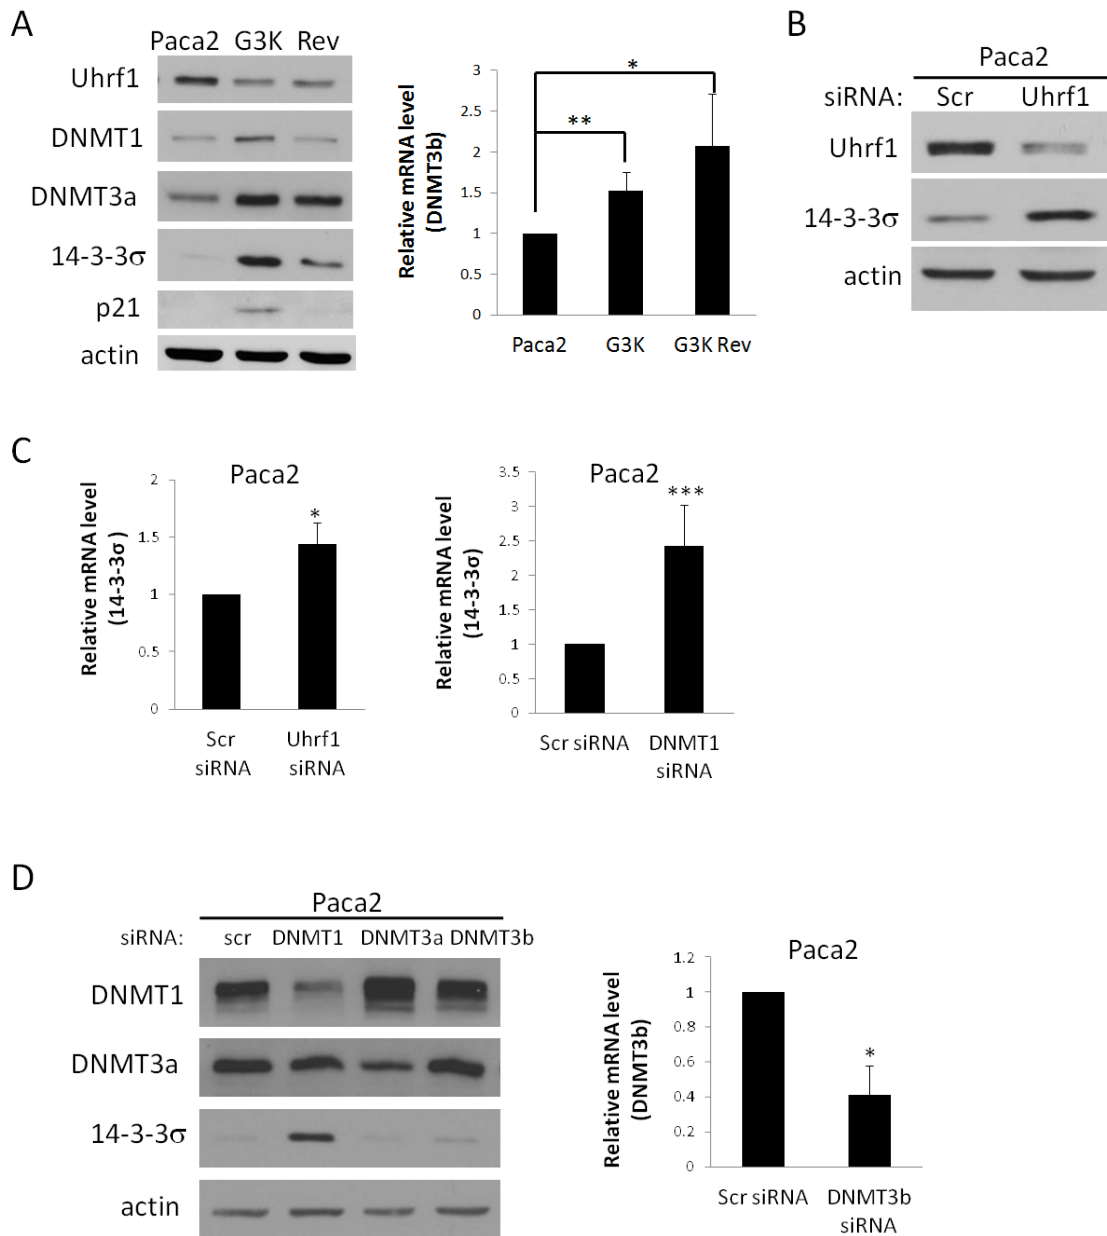 A
Paca2 G3K Rev
Uhrf1
DNMT1
DNMT3a
14-3-3σ
p21
actin
Relative mRNA level
(DNMT3b)
3
2.5
2
1.5
1
0.5
0
*
**
Paca2 G3K G3K Rev
B
Paca2
siRNA: Scr Uhrf1
Uhrf1
14-3-3σ
actin
C
Paca2
Relative mRNA level
(14-3-3σ)
2
1.5
1
0.5
0
*
Scr siRNA
Uhrf1 siRNA
Paca2
Relative mRNA level
(14-3-3σ)
3.5
3
2.5
2
1.5
1
0.5
0
***
Scr siRNA
DNMT1 siRNA
D
Paca2
siRNA: scr DNMT1 DNMT3a DNMT3b
DNMT1
DNMT3a
14-3-3σ
actin
Paca2
Relative mRNA level
(DNMT3b)
1.2
1
0.8
0.6
0.4
0.2
0
*
Scr siRNA
DNMT3b siRNA